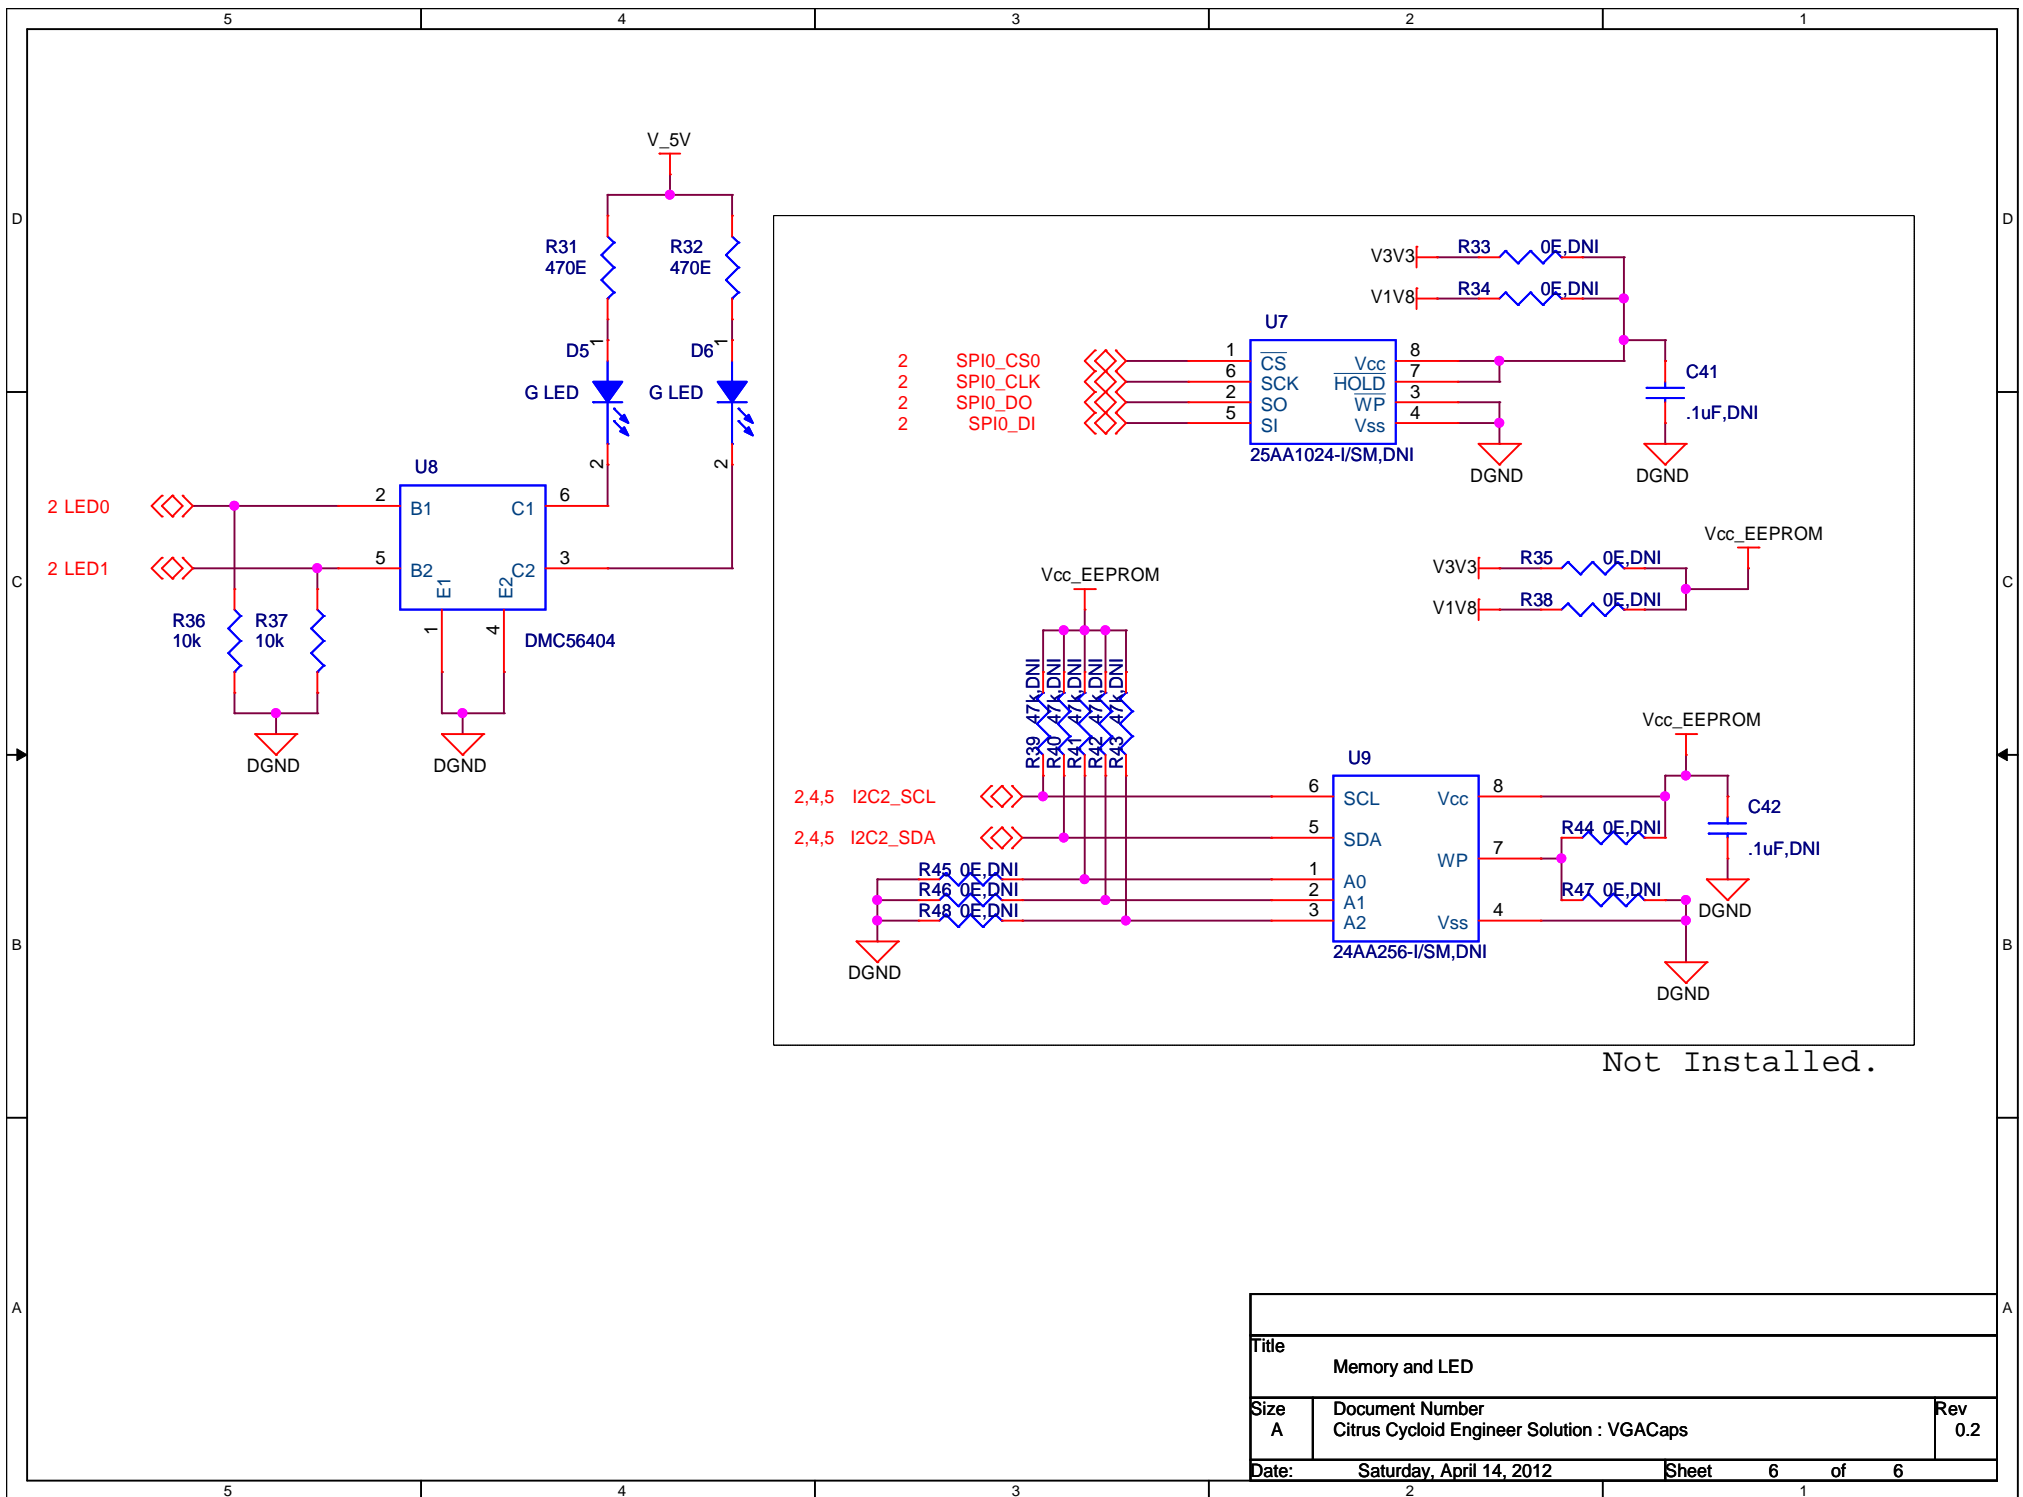 5 4 3 2 1
D D
C C
B B
A A
5 4 3 2 1
V_5V
R31
470E
R32
470E
D5
1
G LED
2
D6
1
G LED
2
U8
2 LED0
2 LED1
2
5
B1
B2
C1
C2
E1
E2
6
3
1
4
DMC56404
R36
10k
R37
10k
DGND
DGND
V3V3
R33
0E,DNI
V1V8
R34
0E,DNI
U7
2 SPI0_CS0
2 SPI0_CLK
2 SPI0_DO
2 SPI0_DI
1
6
2
5
CS
SCK
SO
SI
Vcc
HOLD
WP
Vss
8
7
3
4
25AA1024-I/SM,DNI
C41
.1uF,DNI
DGND
DGND
Vcc_EEPROM
V3V3
R35
0E,DNI
V1V8
R38
0E,DNI
Vcc_EEPROM
R39 47k,DNI
R40 47k,DNI
R41 47k,DNI
R42 47k,DNI
R43 47k,DNI
2,4,5 I2C2_SCL
2,4,5 I2C2_SDA
R45 0E,DNI
R46 0E,DNI
R48 0E,DNI
DGND
U9
6
5
1
2
3
SCL
SDA
A0
A1
A2
Vcc
WP
Vss
8
7
4
24AA256-I/SM,DNI
Vcc_EEPROM
R44 0E,DNI
R47 0E,DNI
C42
.1uF,DNI
DGND
DGND
Not Installed.
Title
Memory and LED
Size
A
Document Number
Citrus Cycloid Engineer Solution : VGACaps
Rev
0.2
Date: Saturday, April 14, 2012 Sheet 6 of 6